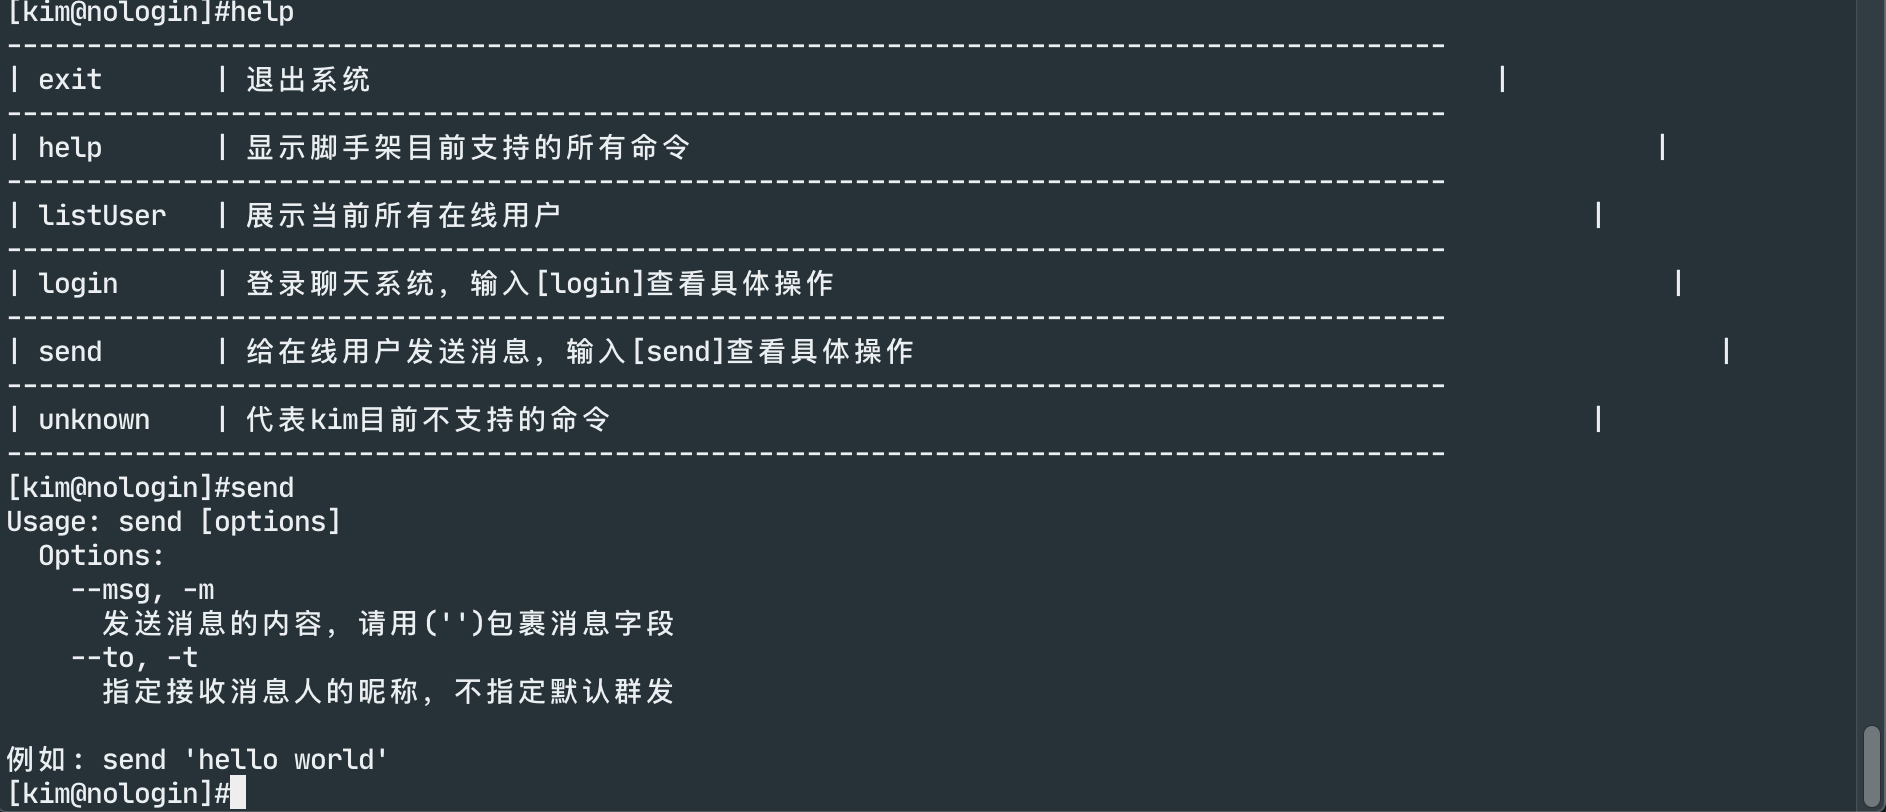 [kim@nologin]#help
------------------------------------------------------------------------------------------
| exit       | 退出系统                                                                       |
------------------------------------------------------------------------------------------
| help       | 显示脚手架目前支持的所有命令                                                             |
------------------------------------------------------------------------------------------
| listUser   | 展示当前所有在线用户                                                                 |
------------------------------------------------------------------------------------------
| login      | 登录聊天系统, 输入[login]查看具体操作                                                     |
------------------------------------------------------------------------------------------
| send       | 给在线用户发送消息, 输入[send]查看具体操作                                                   |
------------------------------------------------------------------------------------------
| unknown    | 代表kim目前不支持的命令                                                              |
------------------------------------------------------------------------------------------
[kim@nologin]#send
Usage: send [options]
  Options:
    --msg, -m
      发送消息的内容, 请用('')包裹消息字段
    --to, -t
      指定接收消息人的昵称, 不指定默认群发

例如: send 'hello world'
[kim@nologin]#